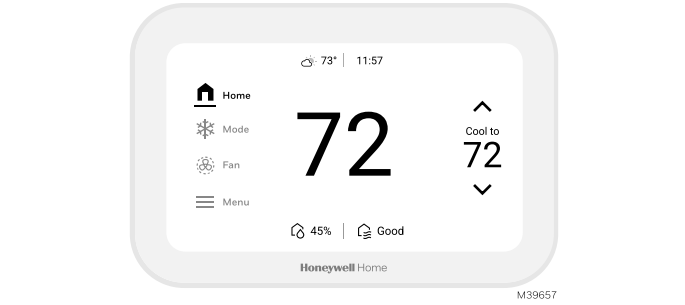 73° 11:57
Home
Mode
Fan
Menu
72
Cool to
72
45% Good
Honeywell Home
M39657